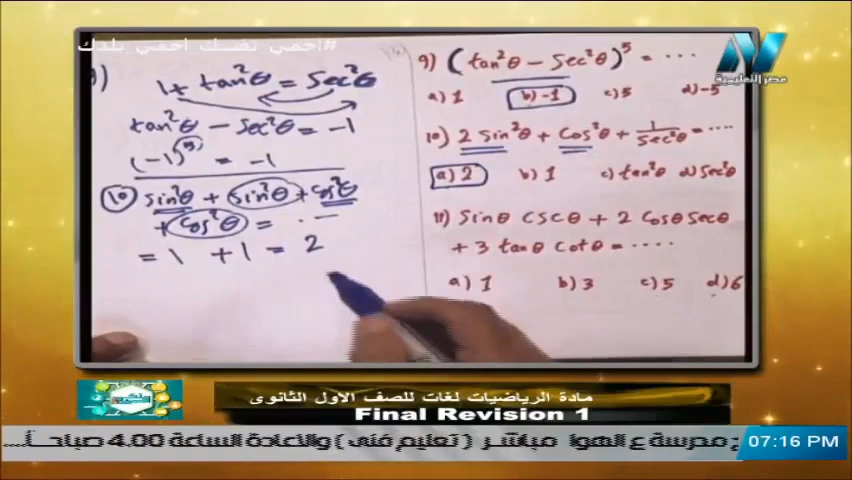 #احمي نفسك احمي بلدك
مصر التعليمية
9)
1+ tan²θ = Sec²θ
tan²θ - Sec²θ = -1
(-1)⁵ = -1
10) Sin²θ + Sin²θ + Cos²θ
+ Cos²θ = . . —
= 1 + 1 = 2
9) (tan²θ - Sec²θ)⁵ = ...
a) 1 b) -1 c) 5 d) -5
10) 2 Sin²θ + Cos²θ + 1/Sec²θ = ....
a) 2 b) 1 c) tan²θ d) Sec²θ
11) Sinθ CSCθ + 2 Cosθ Secθ
+ 3 tanθ Cotθ = ....
a) 1 b) 3 c) 5 d) 6
مادة الرياضيات لغات للصف الأول الثانوى
Final Revision 1
مدرسة ع الهوا مباشر ( تعليم فنى ) والاعادة الساعة 4.00 صباحـاً...
07:16 PM